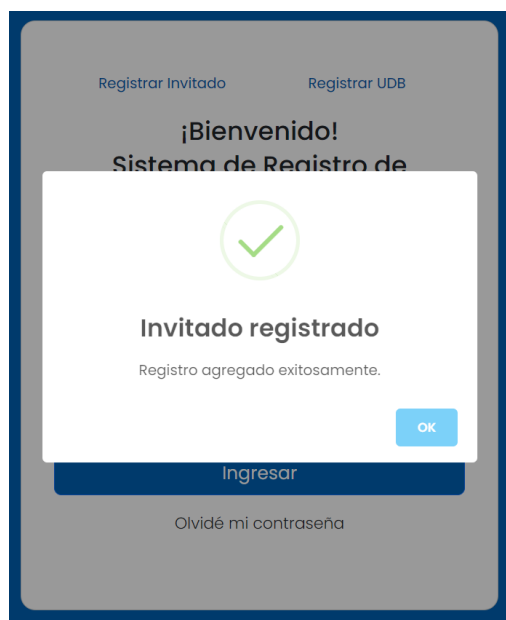 Registrar Invitado
Registrar UDB
¡Bienvenido!
Sistema de Registro de
Invitado registrado
Registro agregado exitosamente.
OK
Ingresar
Olvidé mi contraseña